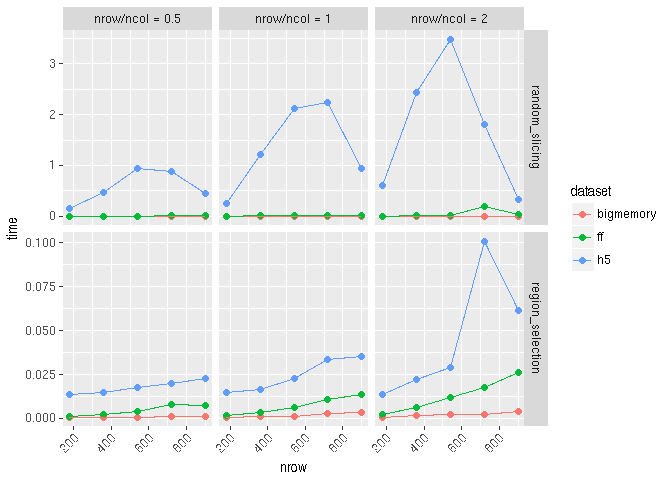 nrow/ncol = 0.5
nrow/ncol = 1
nrow/ncol = 2
3
2
1
0
random_slicing
0.100
0.075
0.050
0.025
0.000
region_selection
time
200
400
600
800
200
400
600
800
200
400
600
800
nrow
dataset
bigmemory
ff
h5